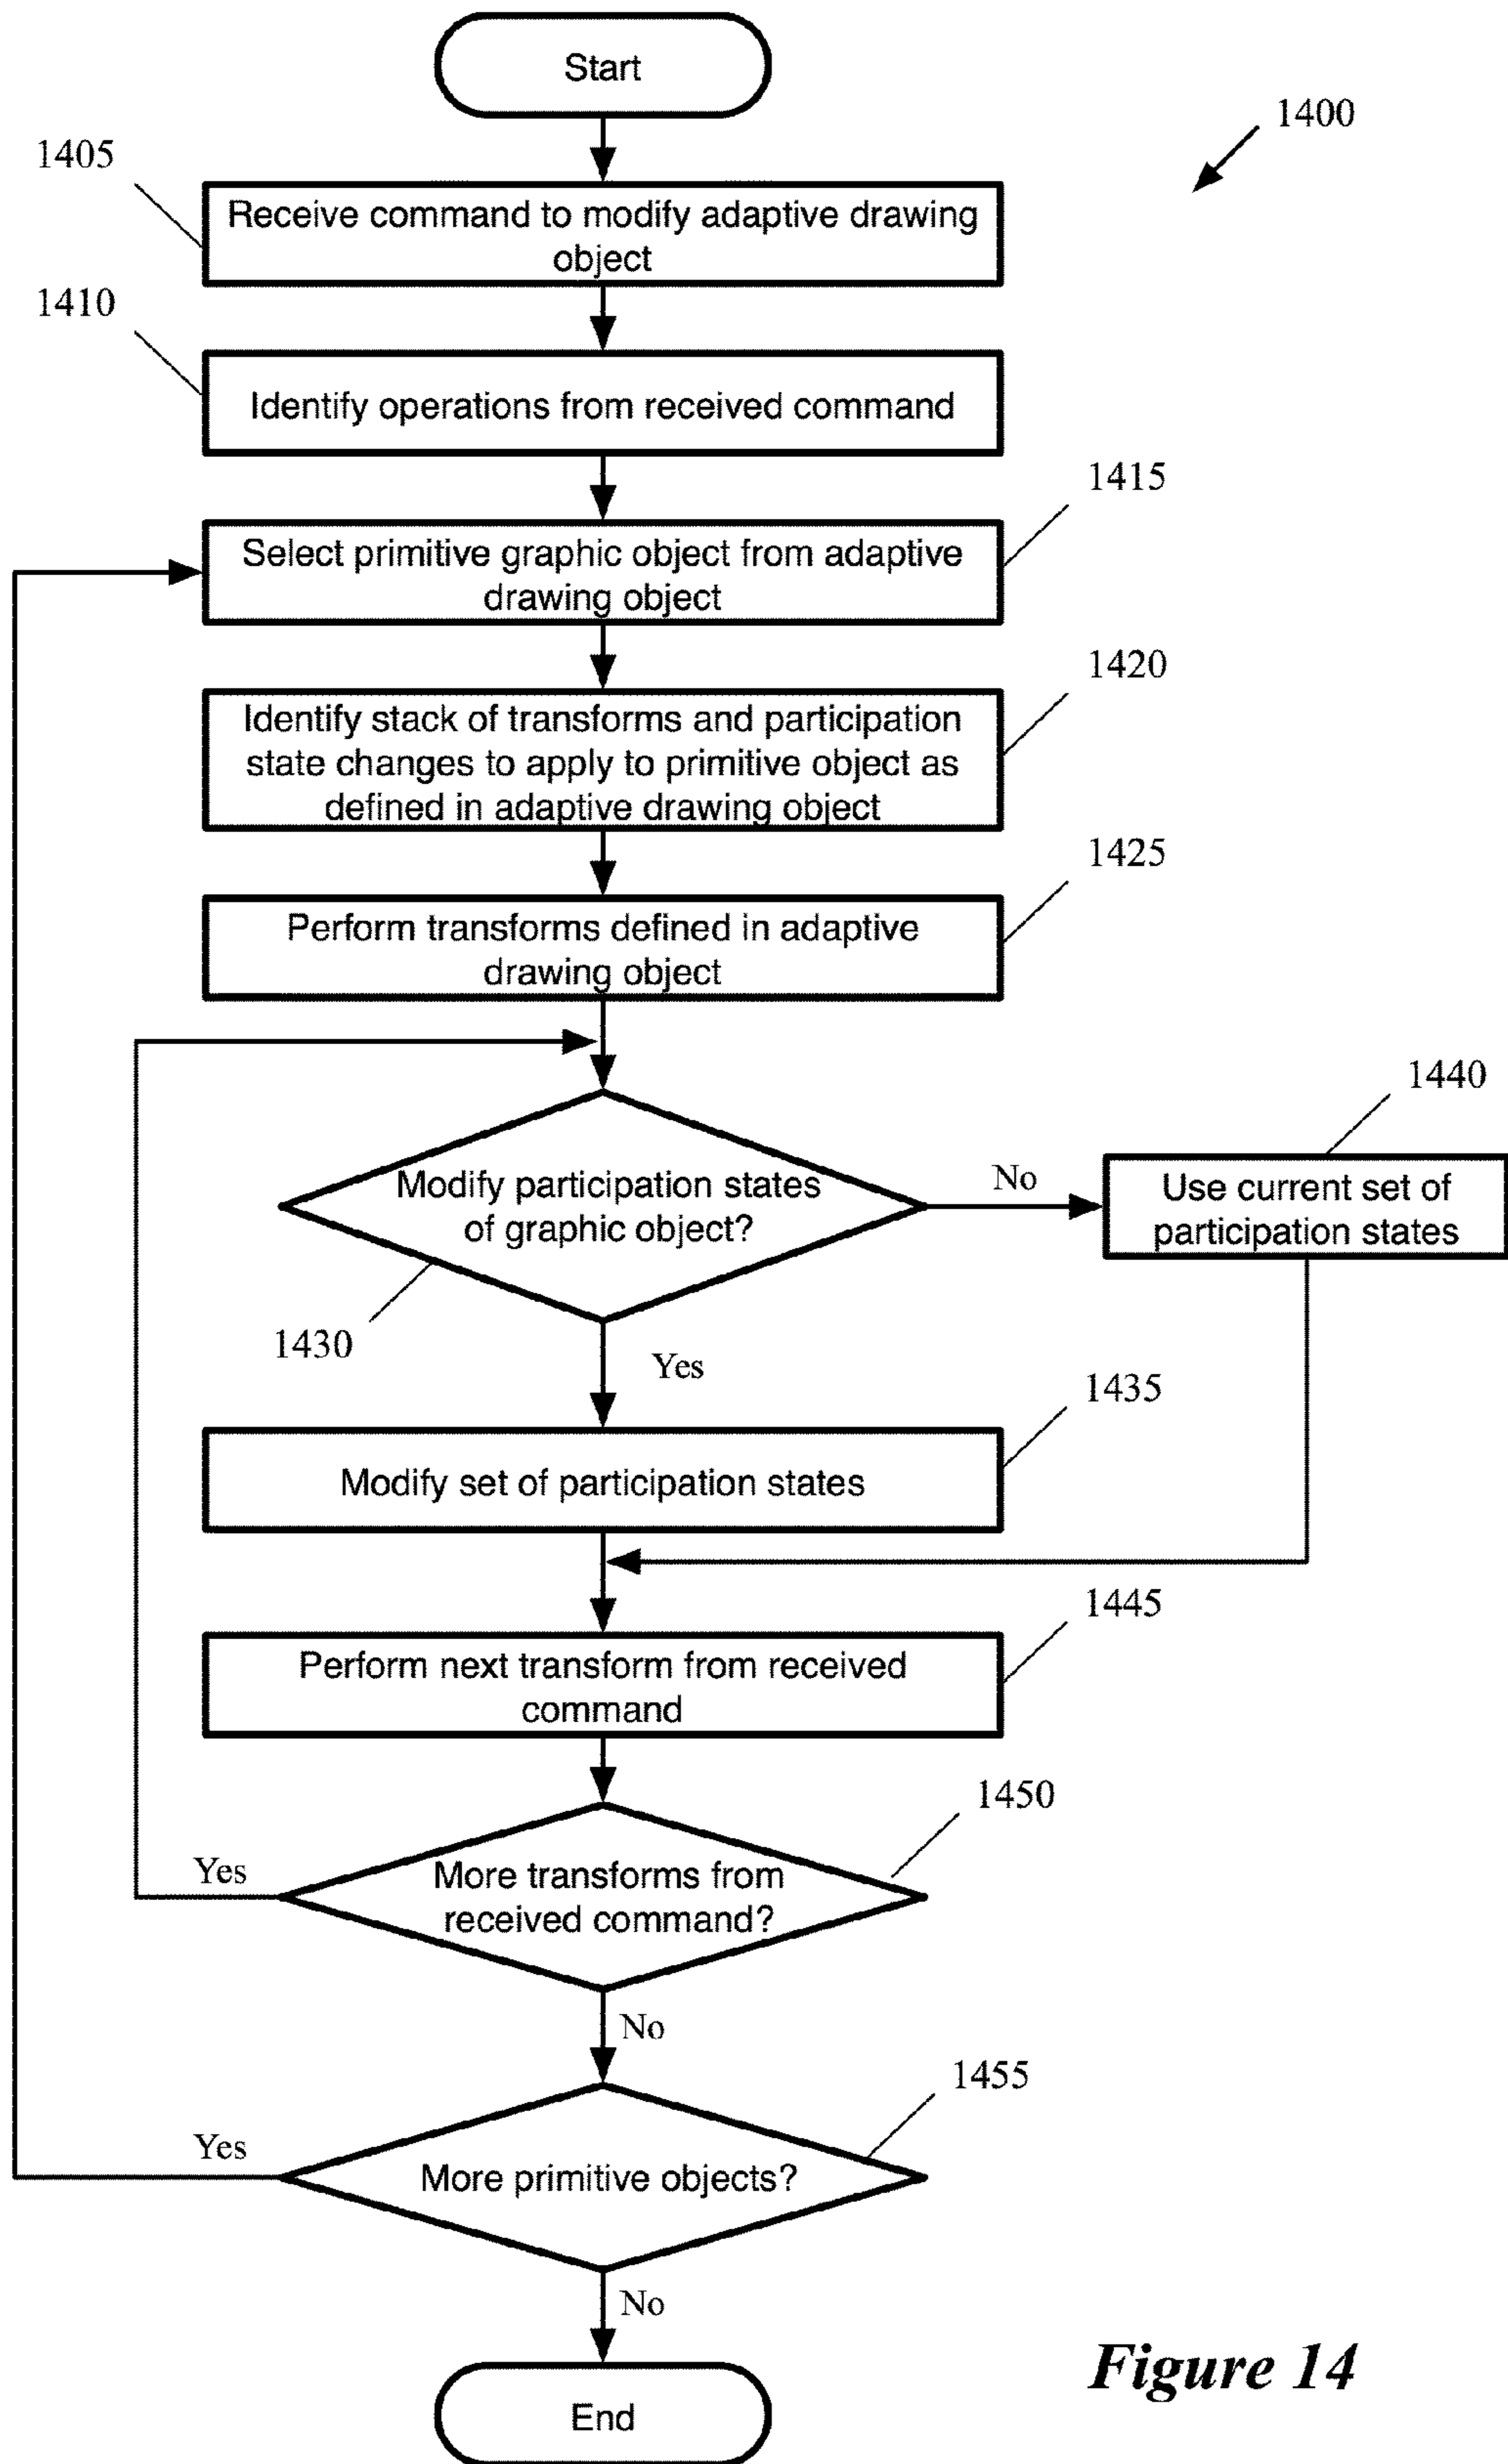 Start
1400
1405
Receive command to modify adaptive drawing
object
1410
Identify operations from received command
1415
Select primitive graphic object from adaptive
drawing object
1420
Identify stack of transforms and participation
state changes to apply to primitive object as
defined in adaptive drawing object
1425
Perform transforms defined in adaptive
drawing object
1440
Modify participation states
of graphic object?
No
Use current set of
participation states
1430
Yes
1435
Modify set of participation states
1445
Perform next transform from received
command
1450
Yes
More transforms from
received command?
No
1455
Yes
More primitive objects?
No
Figure 14
End